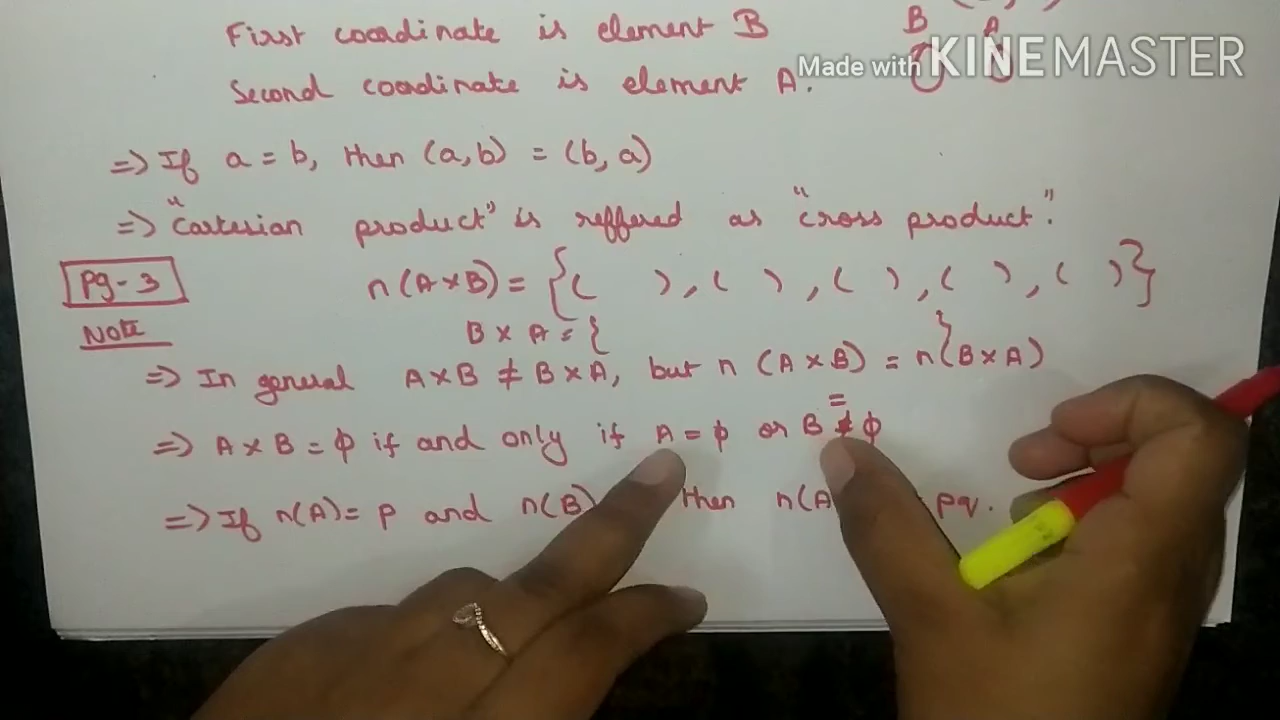 First coordinate is element B
B A
Made with KINEMASTER
Second coordinate is element A.
=> If a = b, then (a, b) = (b, a)
=> "Cartesian product" is reffered as "cross product".
Pg-3
n(A×B) = {( ), ( ), ( ), ( ), ( )}
Note
B × A = { }
=> In general A×B ≠ B×A, but n (A×B) = n(B×A)
=> A×B = ϕ if and only if A = ϕ or B = ϕ
=> If n(A) = p and n(B) then n(A pq.